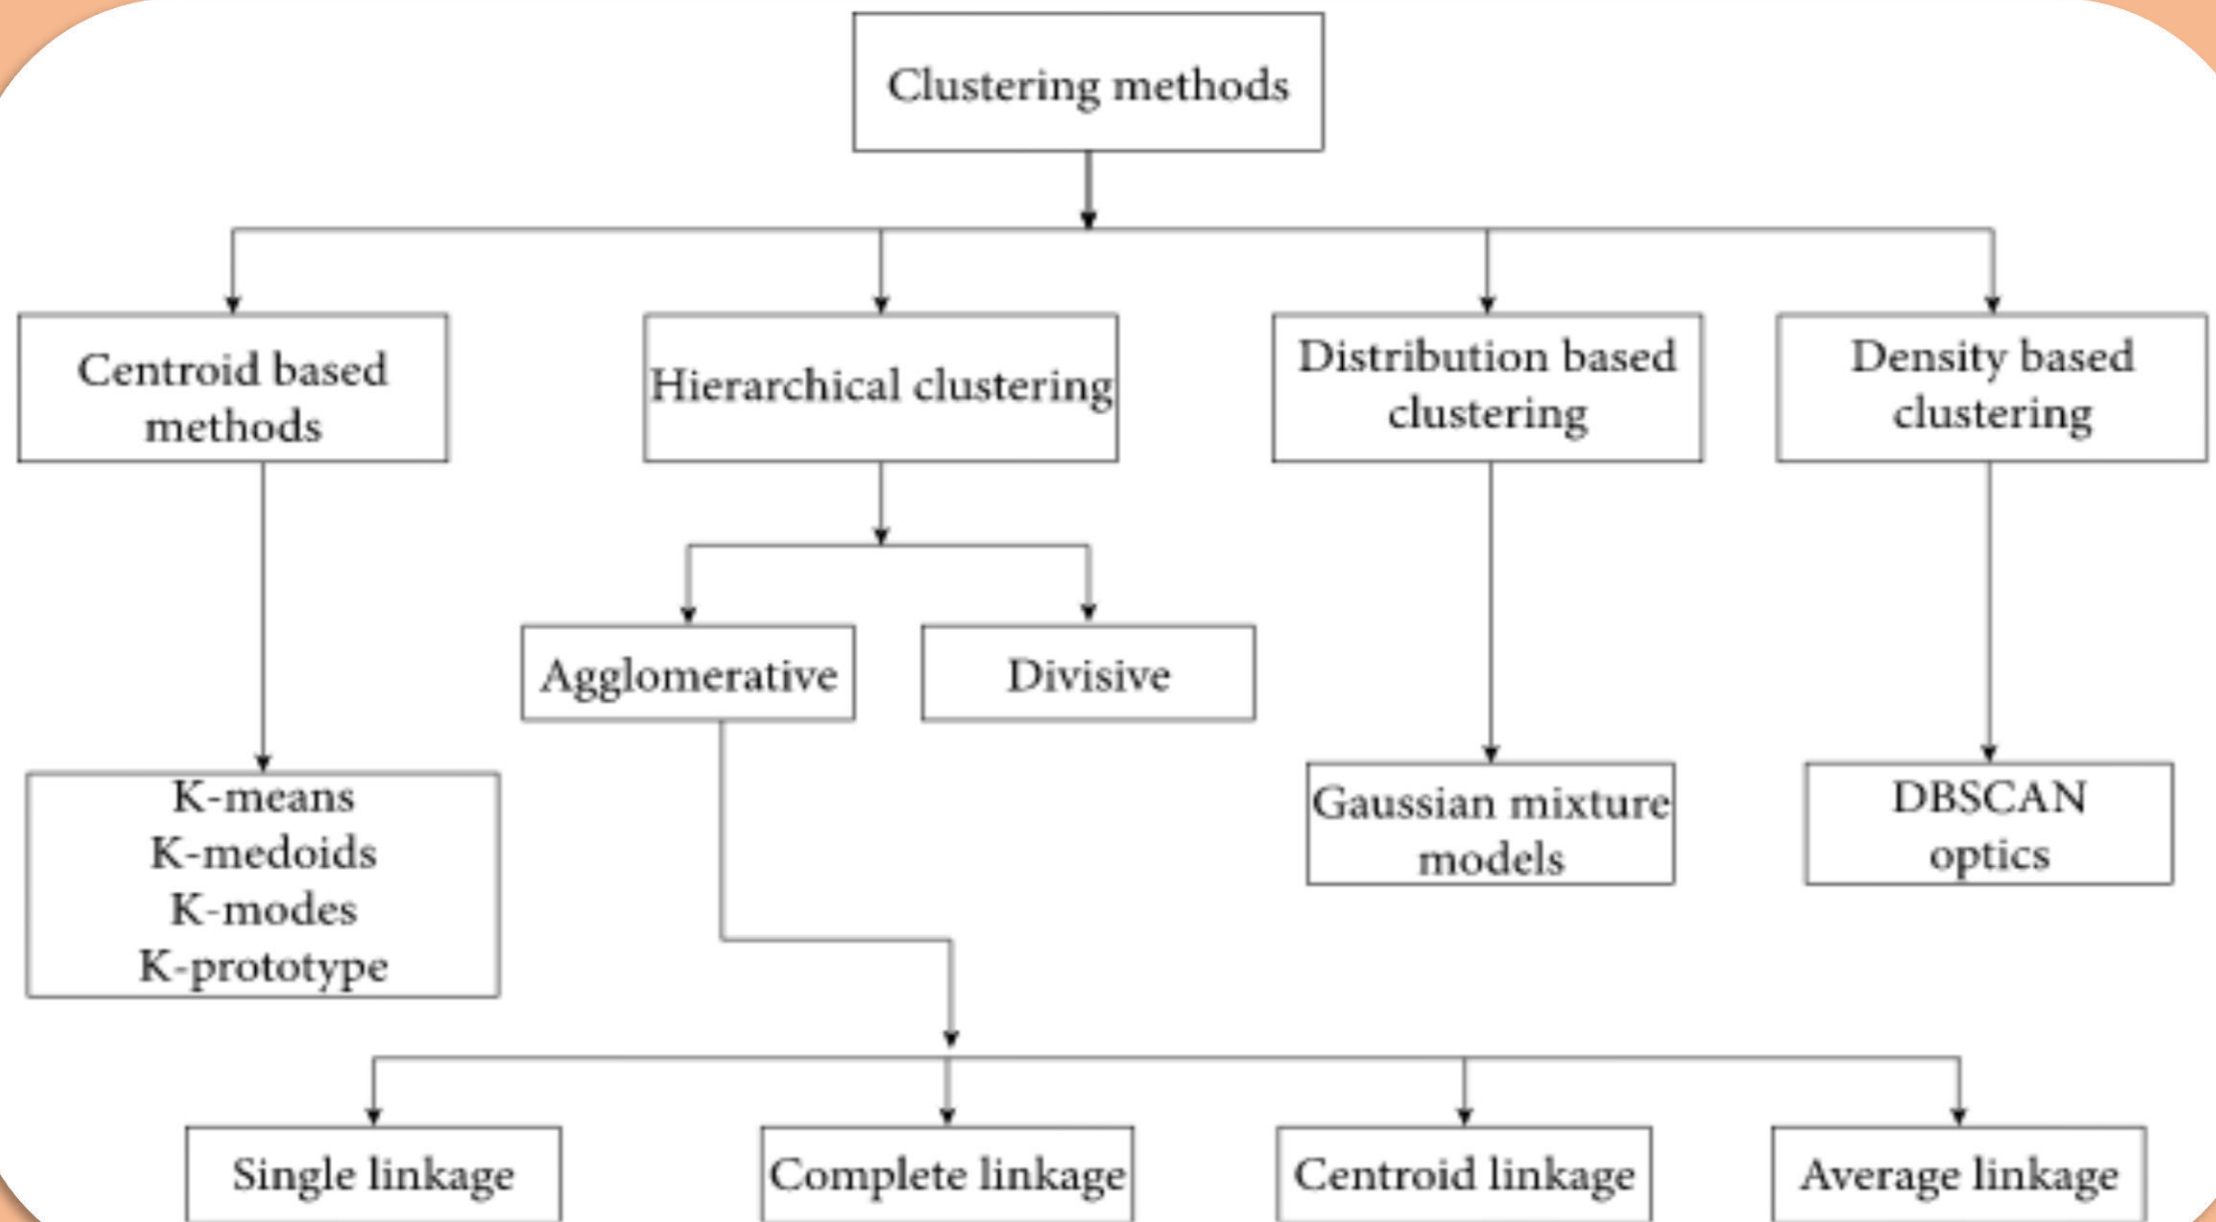 Clustering methods
Centroid based
methods
Hierarchical clustering
Distribution based
clustering
Density based
clustering
Agglomerative
Divisive
K-means
K-medoids
K-modes
K-prototype
Gaussian mixture
models
DBSCAN
optics
Single linkage
Complete linkage
Centroid linkage
Average linkage